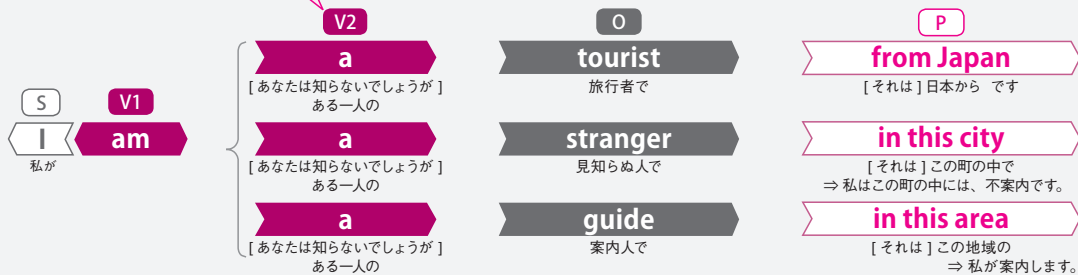 V2 O P
a tourist from Japan
[ あなたは知らないでしょうが ] 旅行者で [ それは ] 日本から です
ある一人の
S V1
I am a stranger in this city
私が [ あなたは知らないでしょうが ] 見知らぬ人で [ それは ] この町の中で
ある一人の ⇒ 私はこの町の中には、不案内です。
a guide in this area
[ あなたは知らないでしょうが ] 案内人で [ それは ] この地域の
ある一人の ⇒ 私が案内します。